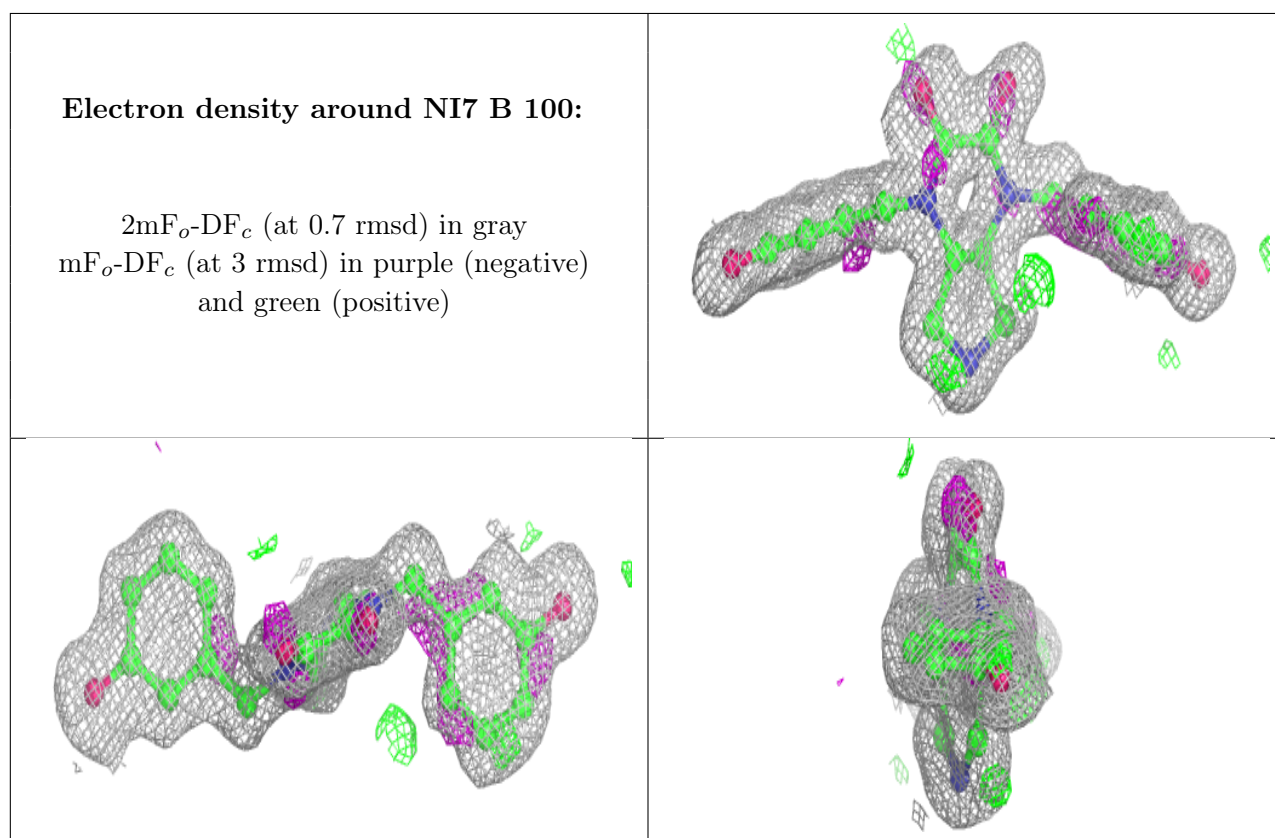 Electron density around NI7 B 100:
2mFo-DFc (at 0.7 rmsd) in gray
mFo-DFc (at 3 rmsd) in purple (negative)
and green (positive)